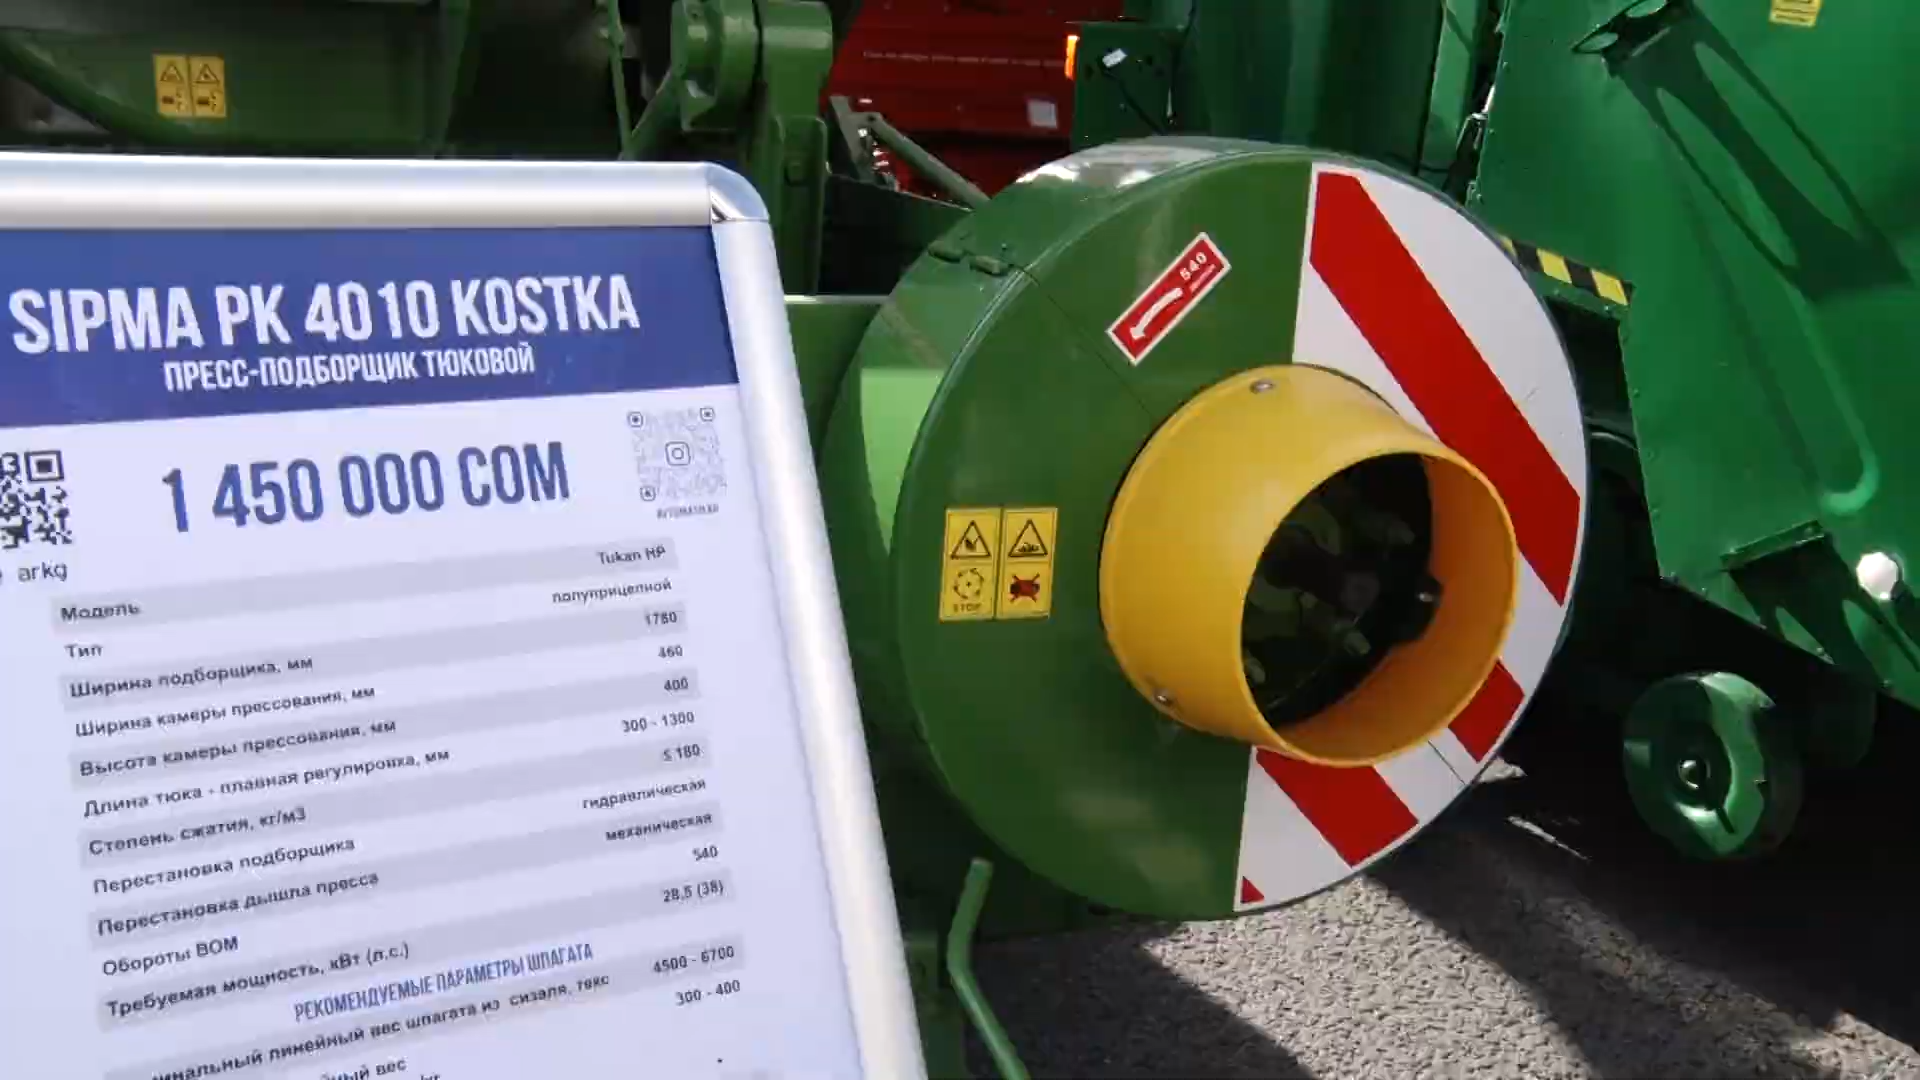 SIPMA PK 4010 KOSTKA
ПРЕСС-ПОДБОРЩИК ТЮКОВОЙ
1 450 000 СОМ
arkg
Модель Tukan HP
Тип полуприцепной
Ширина подборщика, мм 1780
Ширина камеры прессования, мм 460
Высота камеры прессования, мм 400
Длина тюка - плавная регулировка, мм 300 - 1300
Степень сжатия, кг/м3 ≤ 180
Перестановка подборщика гидравлическая
Перестановка дышла пресса механическая
Обороты ВОМ 540
Требуемая мощность, кВт (л.с.) 28,5 (38)
РЕКОМЕНДУЕМЫЕ ПАРАМЕТРЫ ШПАГАТА
инальный линейный вес шпагата из сизаля, текс 4500 - 6700
ный вес 300 - 400
540
STOP